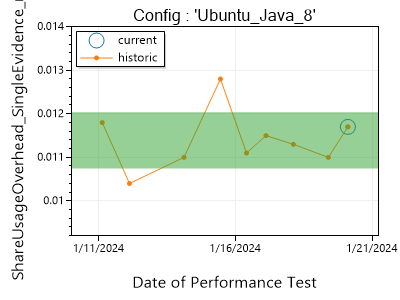 Config : 'Ubuntu_Java_8'
ShareUsageOverhead_SingleEvidence_
0.014
0.013
0.012
0.011
0.01
current
historic
1/11/2024
1/16/2024
1/21/2024
Date of Performance Test